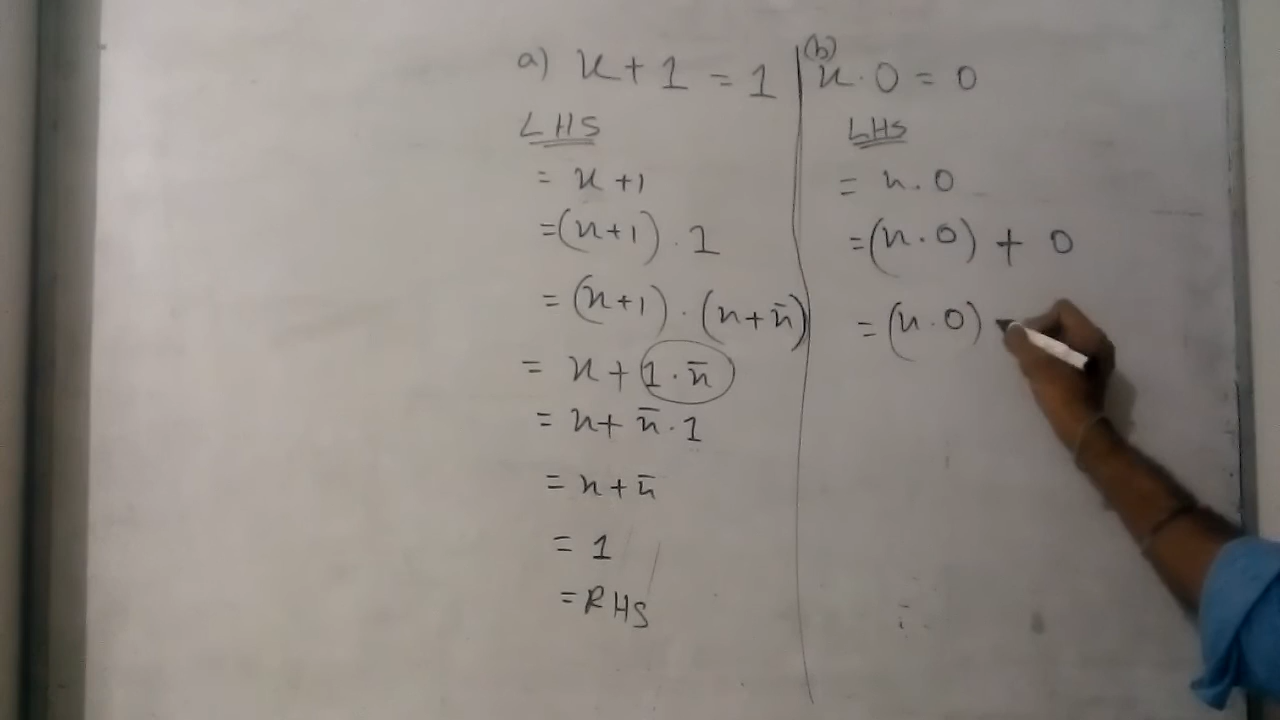 a) x + 1 = 1
LHS
= x + 1
= (x+1) . 1
= (x+1) . (x+x̄)
= x + 1 . x̄
= x + x̄ . 1
= x + x̄
= 1
= RHS
(b)
x . 0 = 0
LHS
= x . 0
= (x . 0) + 0
= (x . 0)